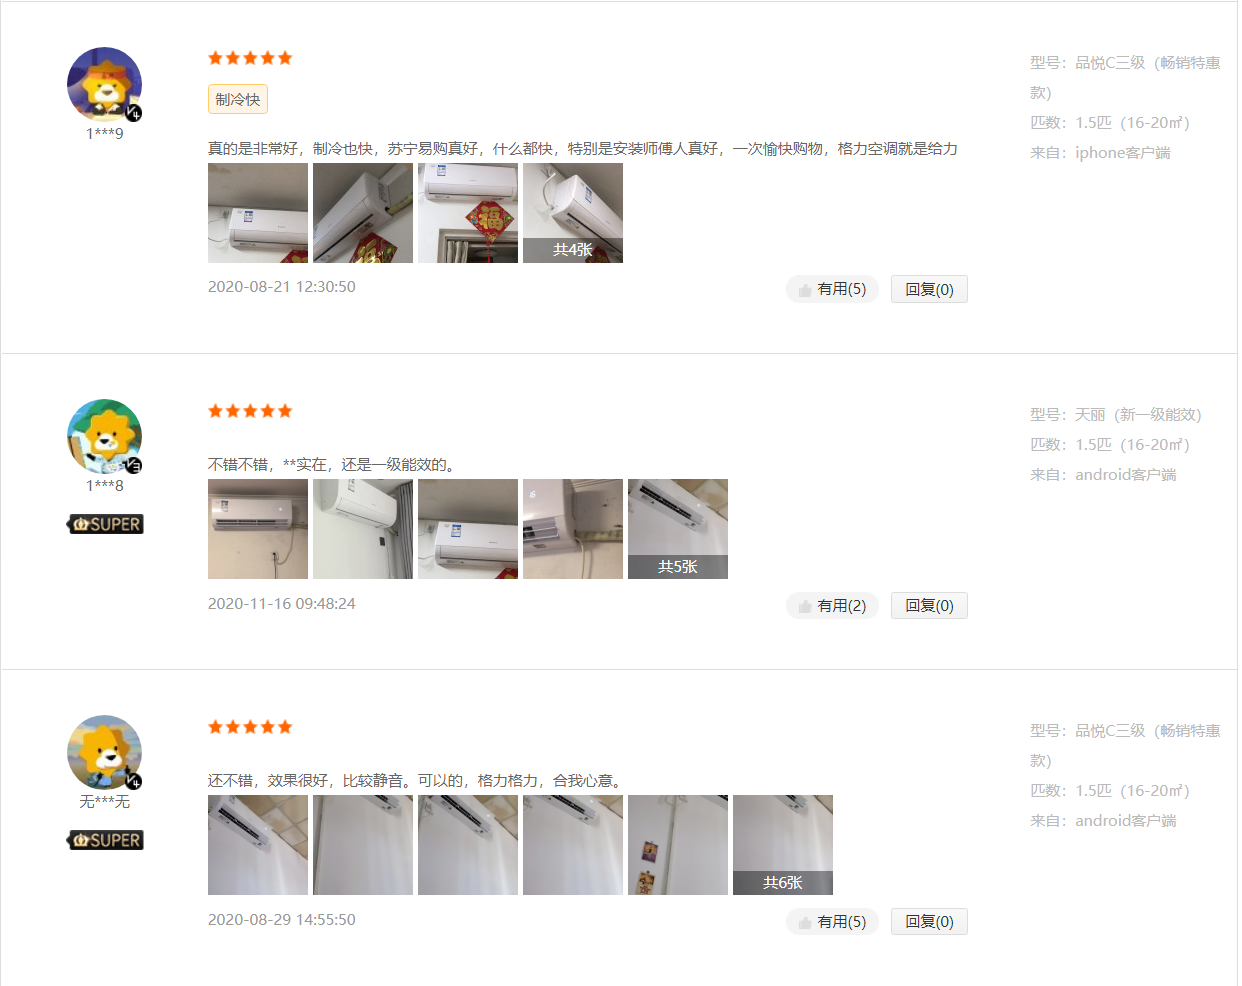 制冷快
真的是非常好，制冷也快，苏宁易购真好，什么都快，特别是安装师傅人真好，一次愉快购物，格力空调就是给力
共4张
2020-08-21 12:30:50
有用(5)
回复(0)
V4
1***9
型号：品悦C三级（畅销特惠
款）
匹数：1.5匹（16-20㎡）
来自：iphone客户端
不错不错，**实在，还是一级能效的。
共5张
2020-11-16 09:48:24
有用(2)
回复(0)
V3
1***8
SUPER
型号：天丽（新一级能效）
匹数：1.5匹（16-20㎡）
来自：android客户端
还不错，效果很好，比较静音。可以的，格力格力，合我心意。
共6张
2020-08-29 14:55:50
有用(5)
回复(0)
V4
无***无
SUPER
型号：品悦C三级（畅销特惠
款）
匹数：1.5匹（16-20㎡）
来自：android客户端
福